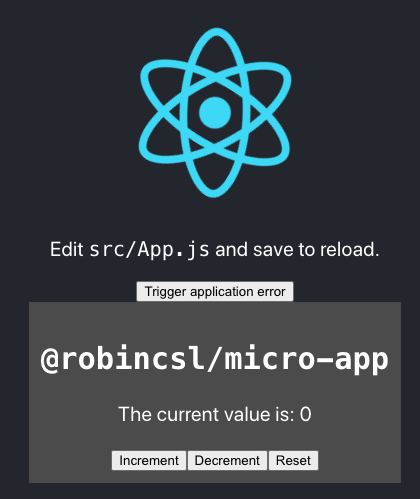 Edit src/App.js and save to reload.
Trigger application error
@robincsl/micro-app
The current value is: 0
Increment Decrement Reset